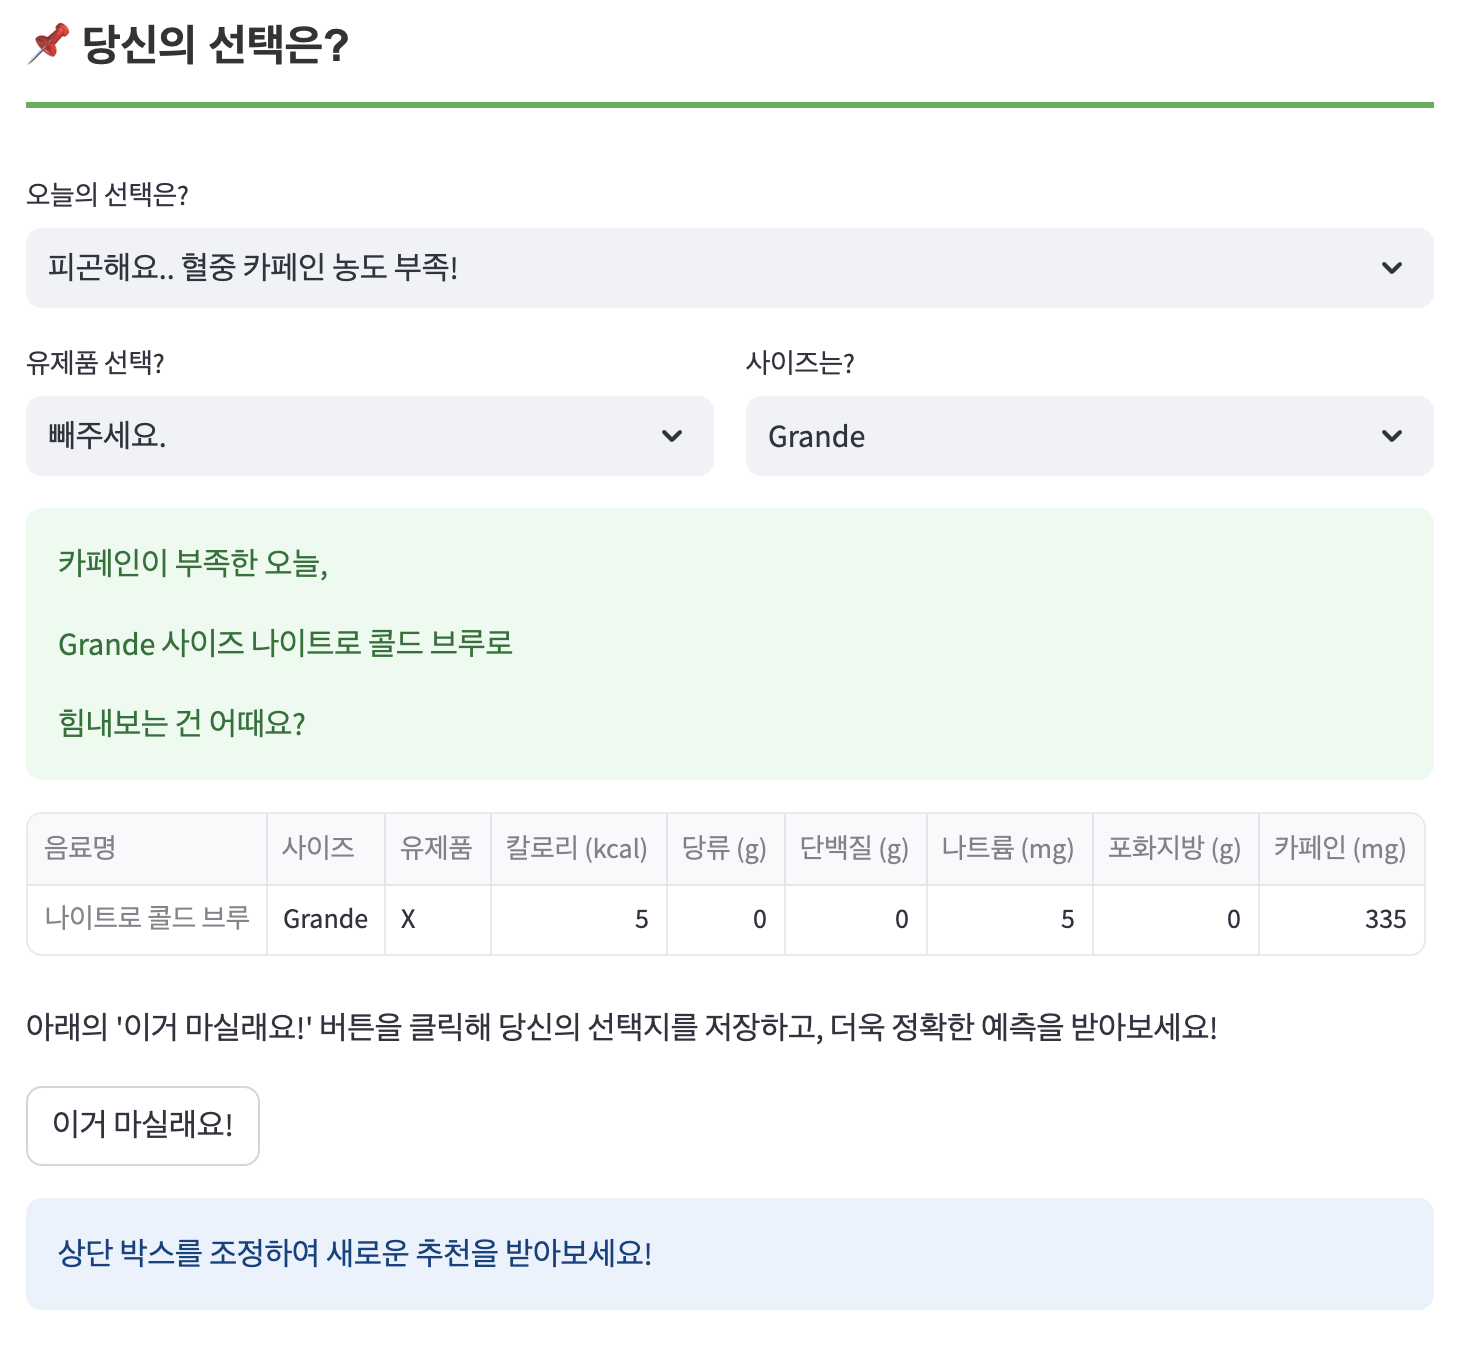 당신의 선택은?
오늘의 선택은?
피곤해요.. 혈중 카페인 농도 부족!
유제품 선택? 사이즈는?
빼주세요. Grande
카페인이 부족한 오늘,
Grande 사이즈 나이트로 콜드 브루로
힘내보는 건 어때요?
음료명 사이즈 유제품 칼로리 (kcal) 당류 (g) 단백질 (g) 나트륨 (mg) 포화지방 (g) 카페인 (mg)
나이트로 콜드 브루 Grande X 5 0 0 5 0 335
아래의 '이거 마실래요!' 버튼을 클릭해 당신의 선택지를 저장하고, 더욱 정확한 예측을 받아보세요!
이거 마실래요!
상단 박스를 조정하여 새로운 추천을 받아보세요!